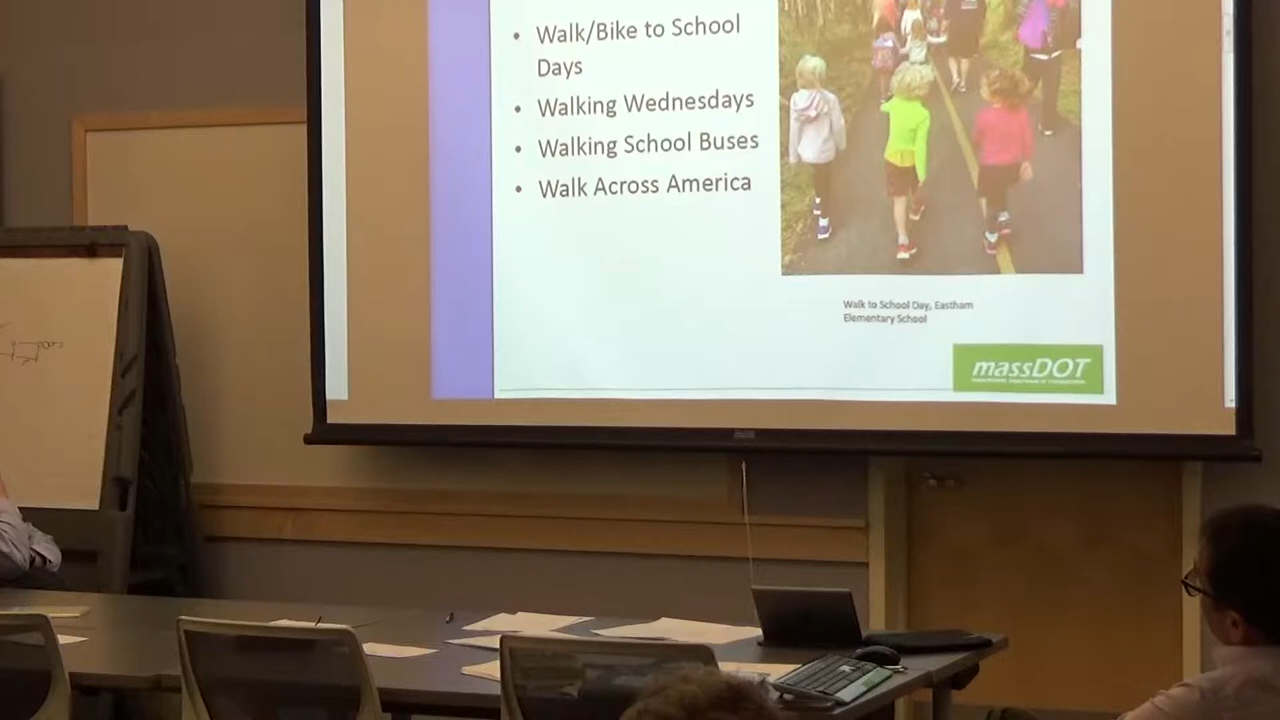 • Walk/Bike to School
Days
• Walking Wednesdays
• Walking School Buses
• Walk Across America
Walk to School Day, Eastham
Elementary School
massDOT